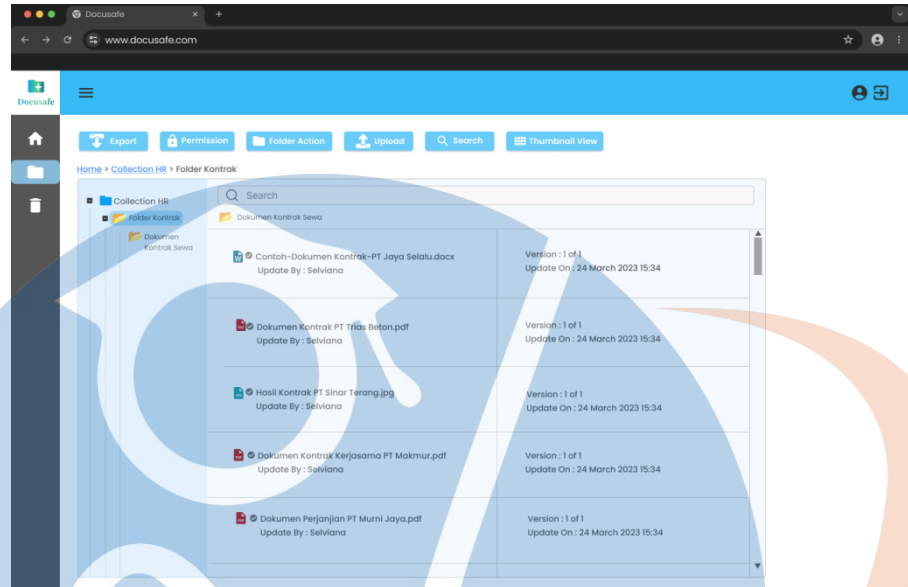 Docusafe
www.docusafe.com
Docusafe
Export
Permission
Folder Action
Upload
Search
Thumbnail View
Home > Collection HR > Folder Kontrak
Collection HR
Folder Kontrak
Dokumen
Kontrak Sewa
Search
Dokumen Kontrak Sewa
Contoh-Dokumen Kontrak-PT Jaya Selalu.docx
Update By : Selviana
Version : 1 of 1
Update On : 24 March 2023 15:34
Dokumen Kontrak PT Trias Beton.pdf
Update By : Selviana
Version : 1 of 1
Update On : 24 March 2023 15:34
Hasil Kontrak PT Sinar Terang.jpg
Update By : Selviana
Version : 1 of 1
Update On : 24 March 2023 15:34
Dokumen Kontrak Kerjasama PT Makmur.pdf
Update By : Selviana
Version : 1 of 1
Update On : 24 March 2023 15:34
Dokumen Perjanjian PT Murni Jaya.pdf
Update By : Selviana
Version : 1 of 1
Update On : 24 March 2023 15:34